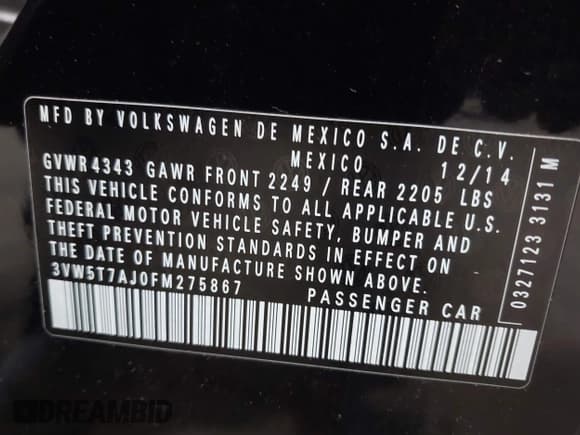 MFD BY VOLKSWAGEN DE MEXICO S.A. DE C.V.
MEXICO 12/14
GVWR 4343 GAWR FRONT 2249 / REAR 2205 LBS
THIS VEHICLE CONFORMS TO ALL APPLICABLE U.S.
FEDERAL MOTOR VEHICLE SAFETY, BUMPER AND
THEFT PREVENTION STANDARDS IN EFFECT ON
THE DATE OF MANUFACTURE SHOWN ABOVE.
3VW5T7AJ0FM275867 PASSENGER CAR
0327123 3131 M
DREAMBID